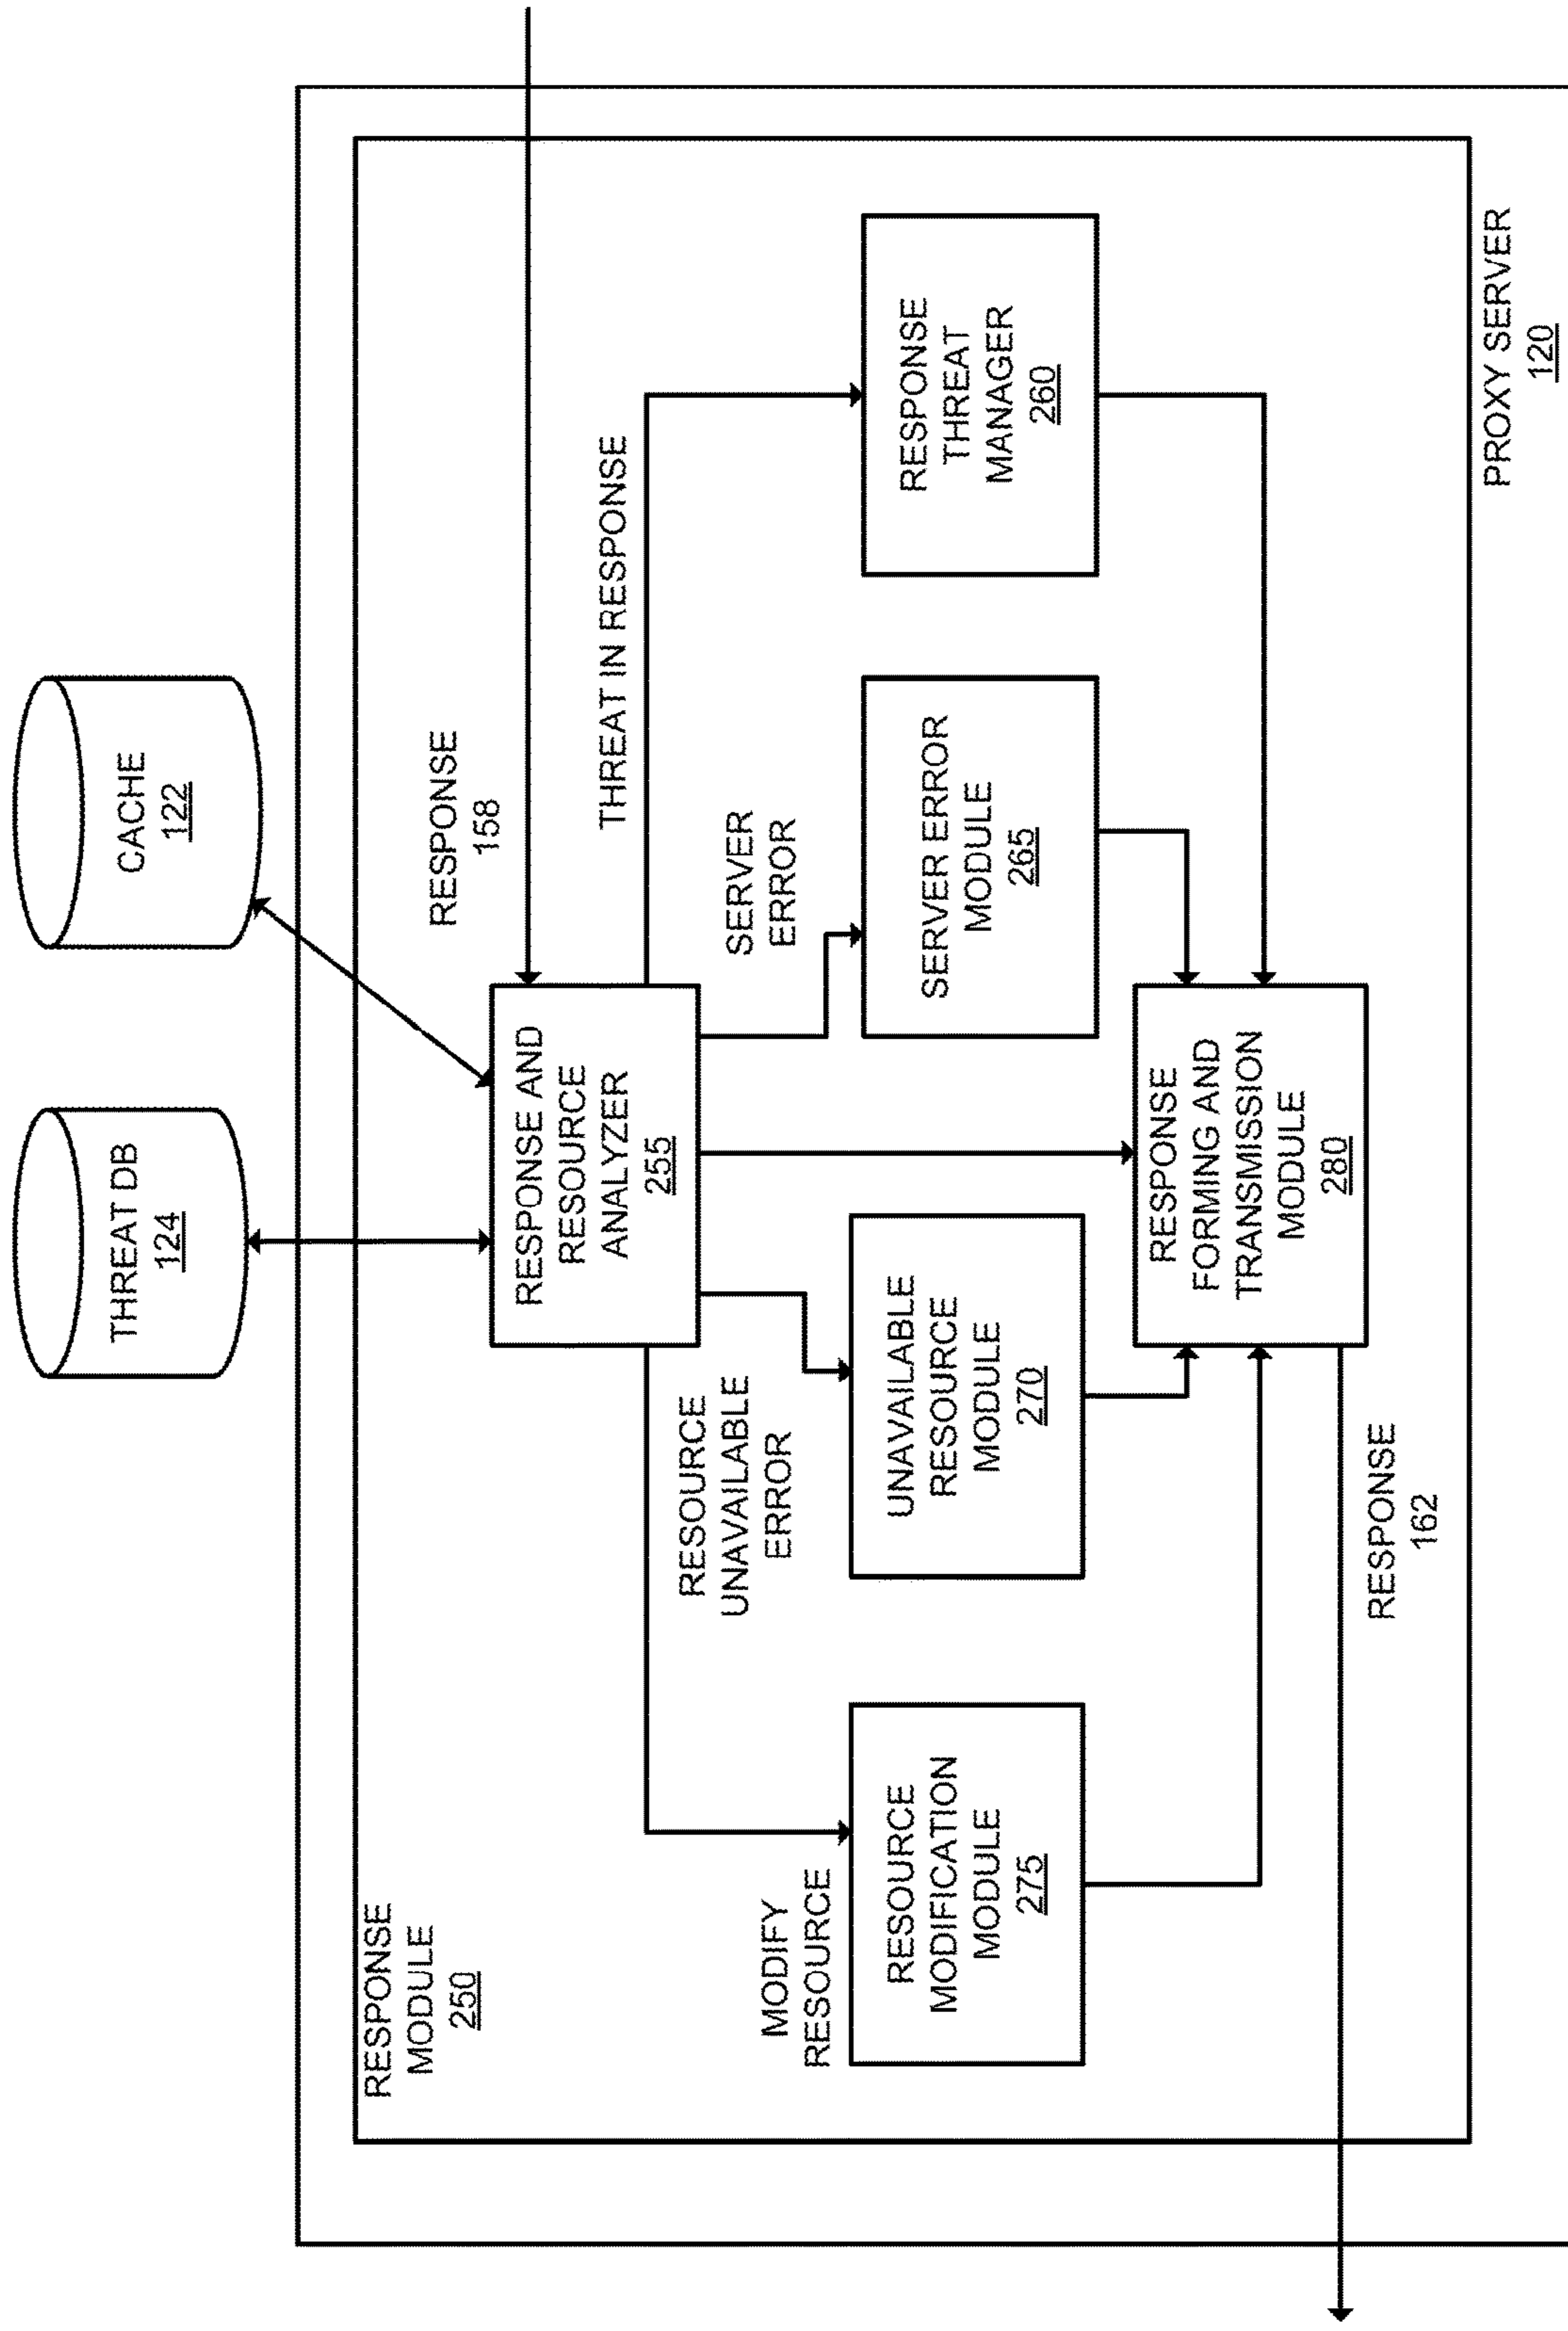 THREAT DB
124
CACHE
122
RESPONSE
MODULE
250
RESPONSE
158
RESPONSE AND
RESOURCE
ANALYZER
255
THREAT IN RESPONSE
MODIFY
RESOURCE
RESOURCE
UNAVAILABLE
ERROR
SERVER
ERROR
RESOURCE
MODIFICATION
MODULE
275
UNAVAILABLE
RESOURCE
MODULE
270
SERVER ERROR
MODULE
265
RESPONSE
THREAT
MANAGER
260
RESPONSE
FORMING AND
TRANSMISSION
MODULE
280
RESPONSE
162
PROXY SERVER
120